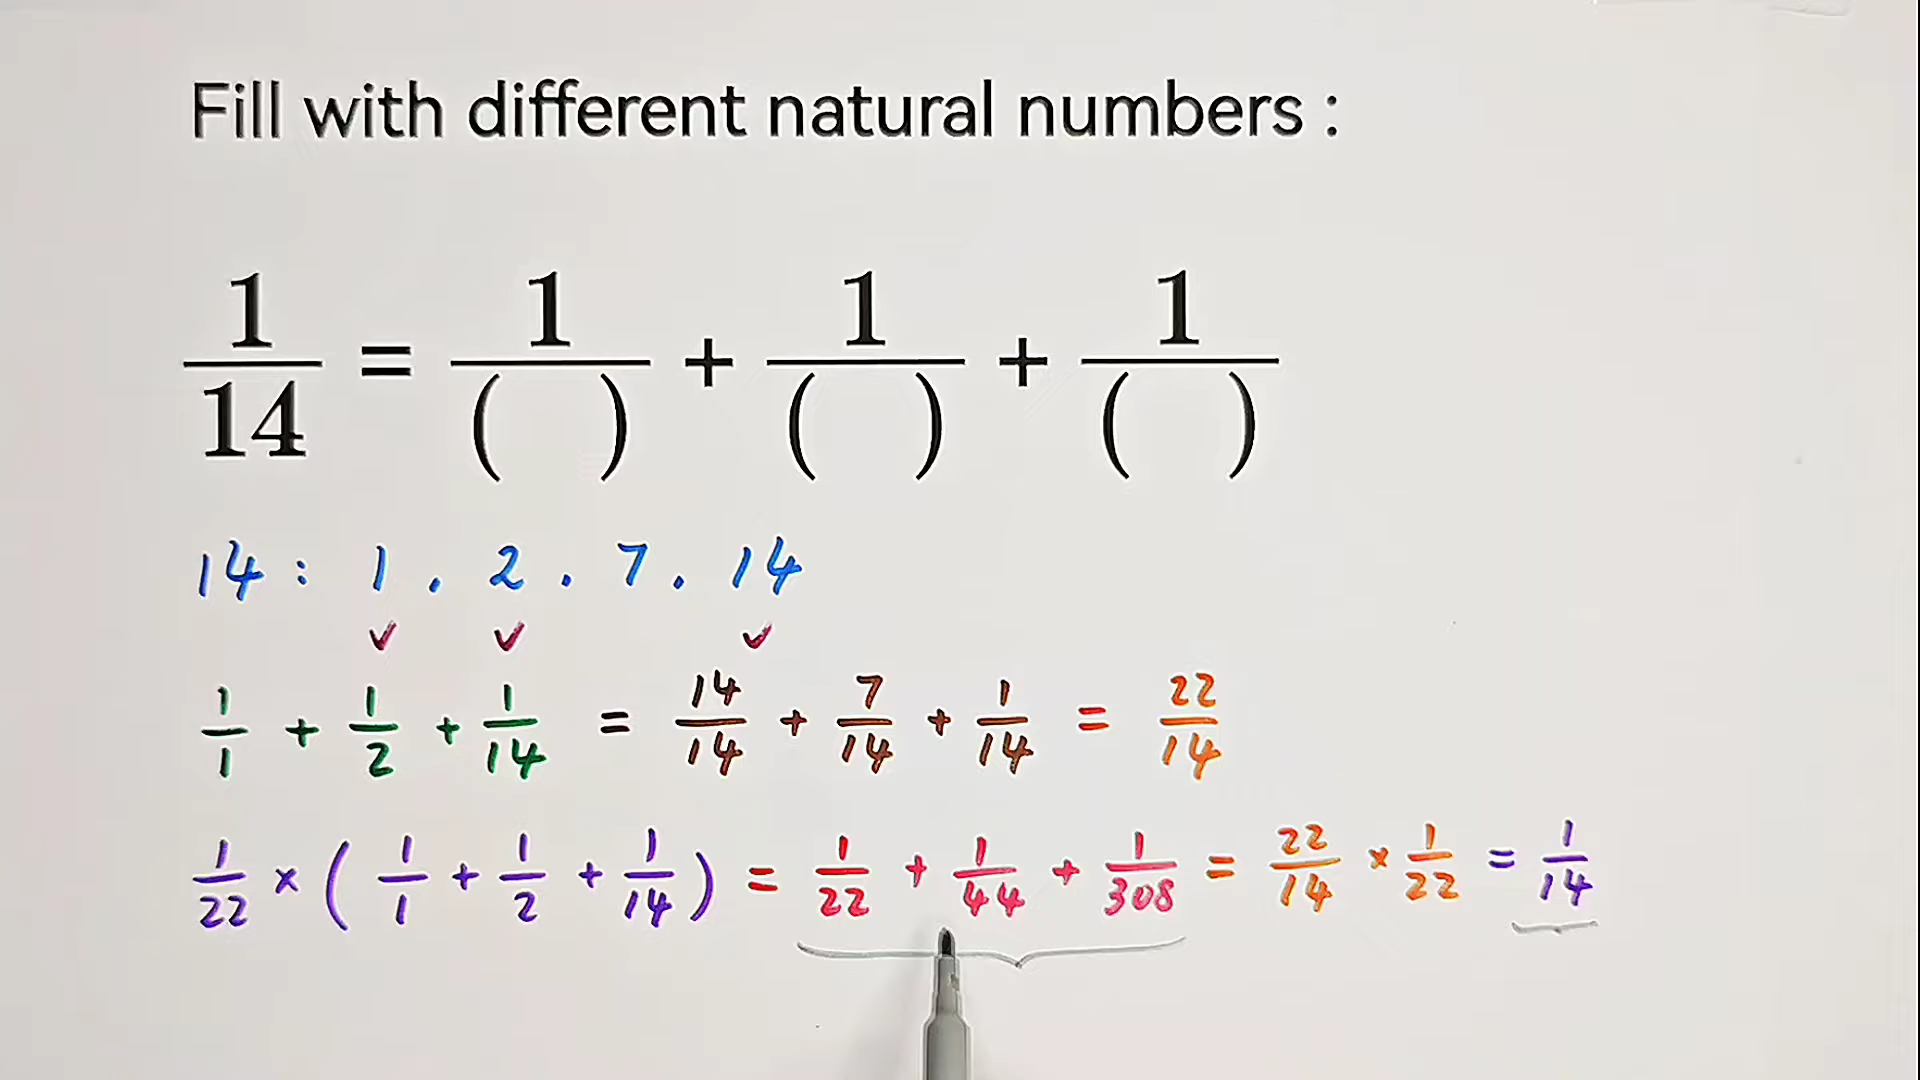 Fill with different natural numbers :
1/14 = 1/( ) + 1/( ) + 1/( )
14 : 1 . 2 . 7 . 14
✓ ✓ ✓
1/1 + 1/2 + 1/14 = 14/14 + 7/14 + 1/14 = 22/14
1/22 × ( 1/1 + 1/2 + 1/14 ) = 1/22 + 1/44 + 1/308 = 22/14 × 1/22 = 1/14